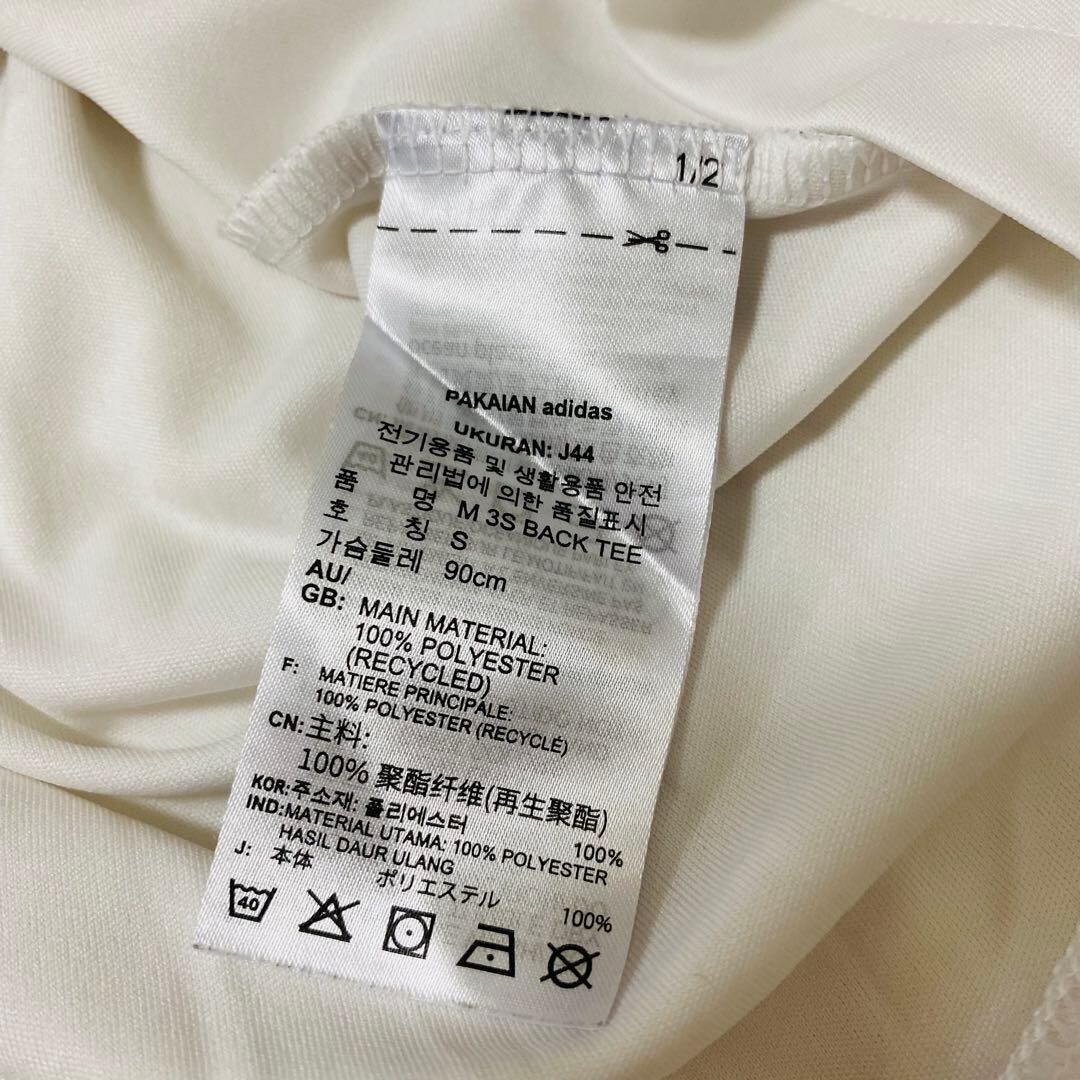 1/2
PAKAIAN adidas
UKURAN: J44
전기용품 및 생활용품 안전
관리법에 의한 품질표시
품 명 M 3S BACK TEE
호 칭 S
가슴둘레 90cm
AU/
GB: MAIN MATERIAL:
100% POLYESTER
(RECYCLED)
F: MATIERE PRINCIPALE:
100% POLYESTER (RECYCLÉ)
CN: 主料:
100% 聚酯纤维(再生聚酯)
KOR: 주소재: 폴리에스터 100%
IND: MATERIAL UTAMA: 100% POLYESTER
HASIL DAUR ULANG
J: 本体 ポリエステル 100%
40